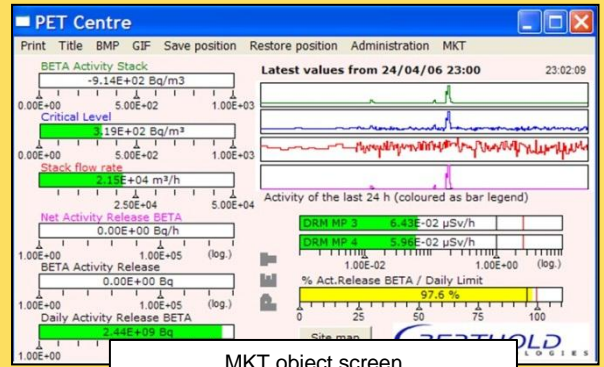 PET Centre
Print Title BMP GIF Save position Restore position Administration MKT
BETA Activity Stack
-9.14E+02 Bq/m3
0.00E+00 5.00E+02 1.00E+03
Critical Level
3.19E+02 Bq/m³
0.00E+00 5.00E+02 1.00E+03
Stack flow rate
2.15E+04 m³/h
2.50E+04 5.00E+04
Net Activity Release BETA
0.00E+00 Bq/h
1.00E+00 1.00E+05 (log.)
BETA Activity Release
0.00E+00 Bq
1.00E+00 1.00E+05 (log.)
Daily Activity Release BETA
2.44E+09 Bq
1.00E+00
Latest values from 24/04/06 23:00 23:02:09
Activity of the last 24 h (coloured as bar legend)
PET
DRM MP 3 6.43E-02 µSv/h
DRM MP 4 5.96E-02 µSv/h
1.00E-02 1.00E+00 (log.)
% Act.Release BETA / Daily Limit
97.6 %
0 25 50 75 100
Site map
BERTHOLD
MKT object screen